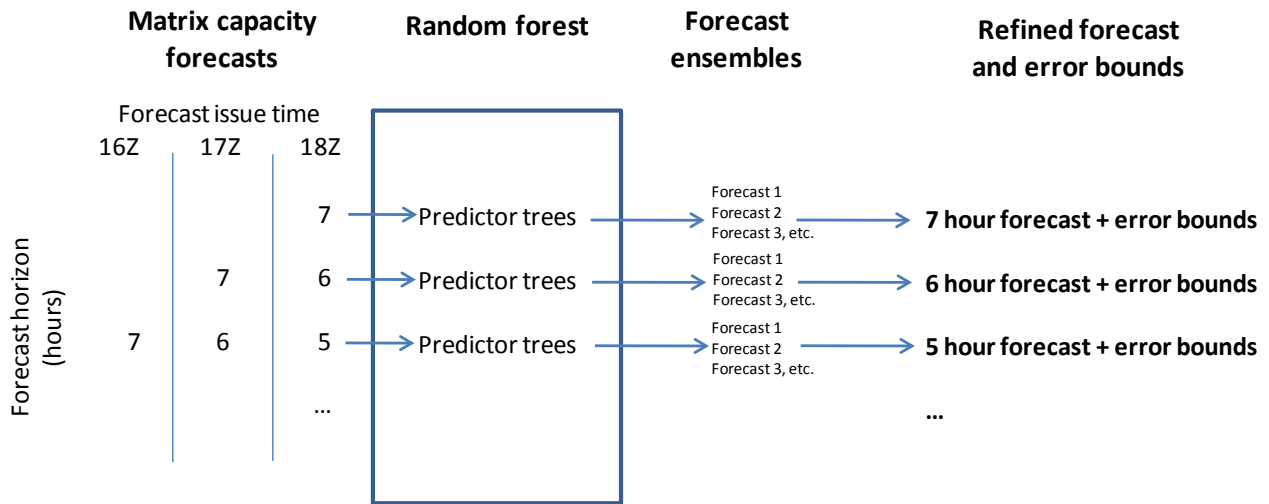 Matrix capacity
forecasts
Random forest
Forecast
ensembles
Refined forecast
and error bounds
Forecast issue time
16Z 17Z 18Z
Forecast horizon
(hours)
7 Predictor trees
Forecast 1
Forecast 2
Forecast 3, etc.
7 hour forecast + error bounds
7 6 Predictor trees
Forecast 1
Forecast 2
Forecast 3, etc.
6 hour forecast + error bounds
7 6 5 Predictor trees
Forecast 1
Forecast 2
Forecast 3, etc.
5 hour forecast + error bounds
... ...